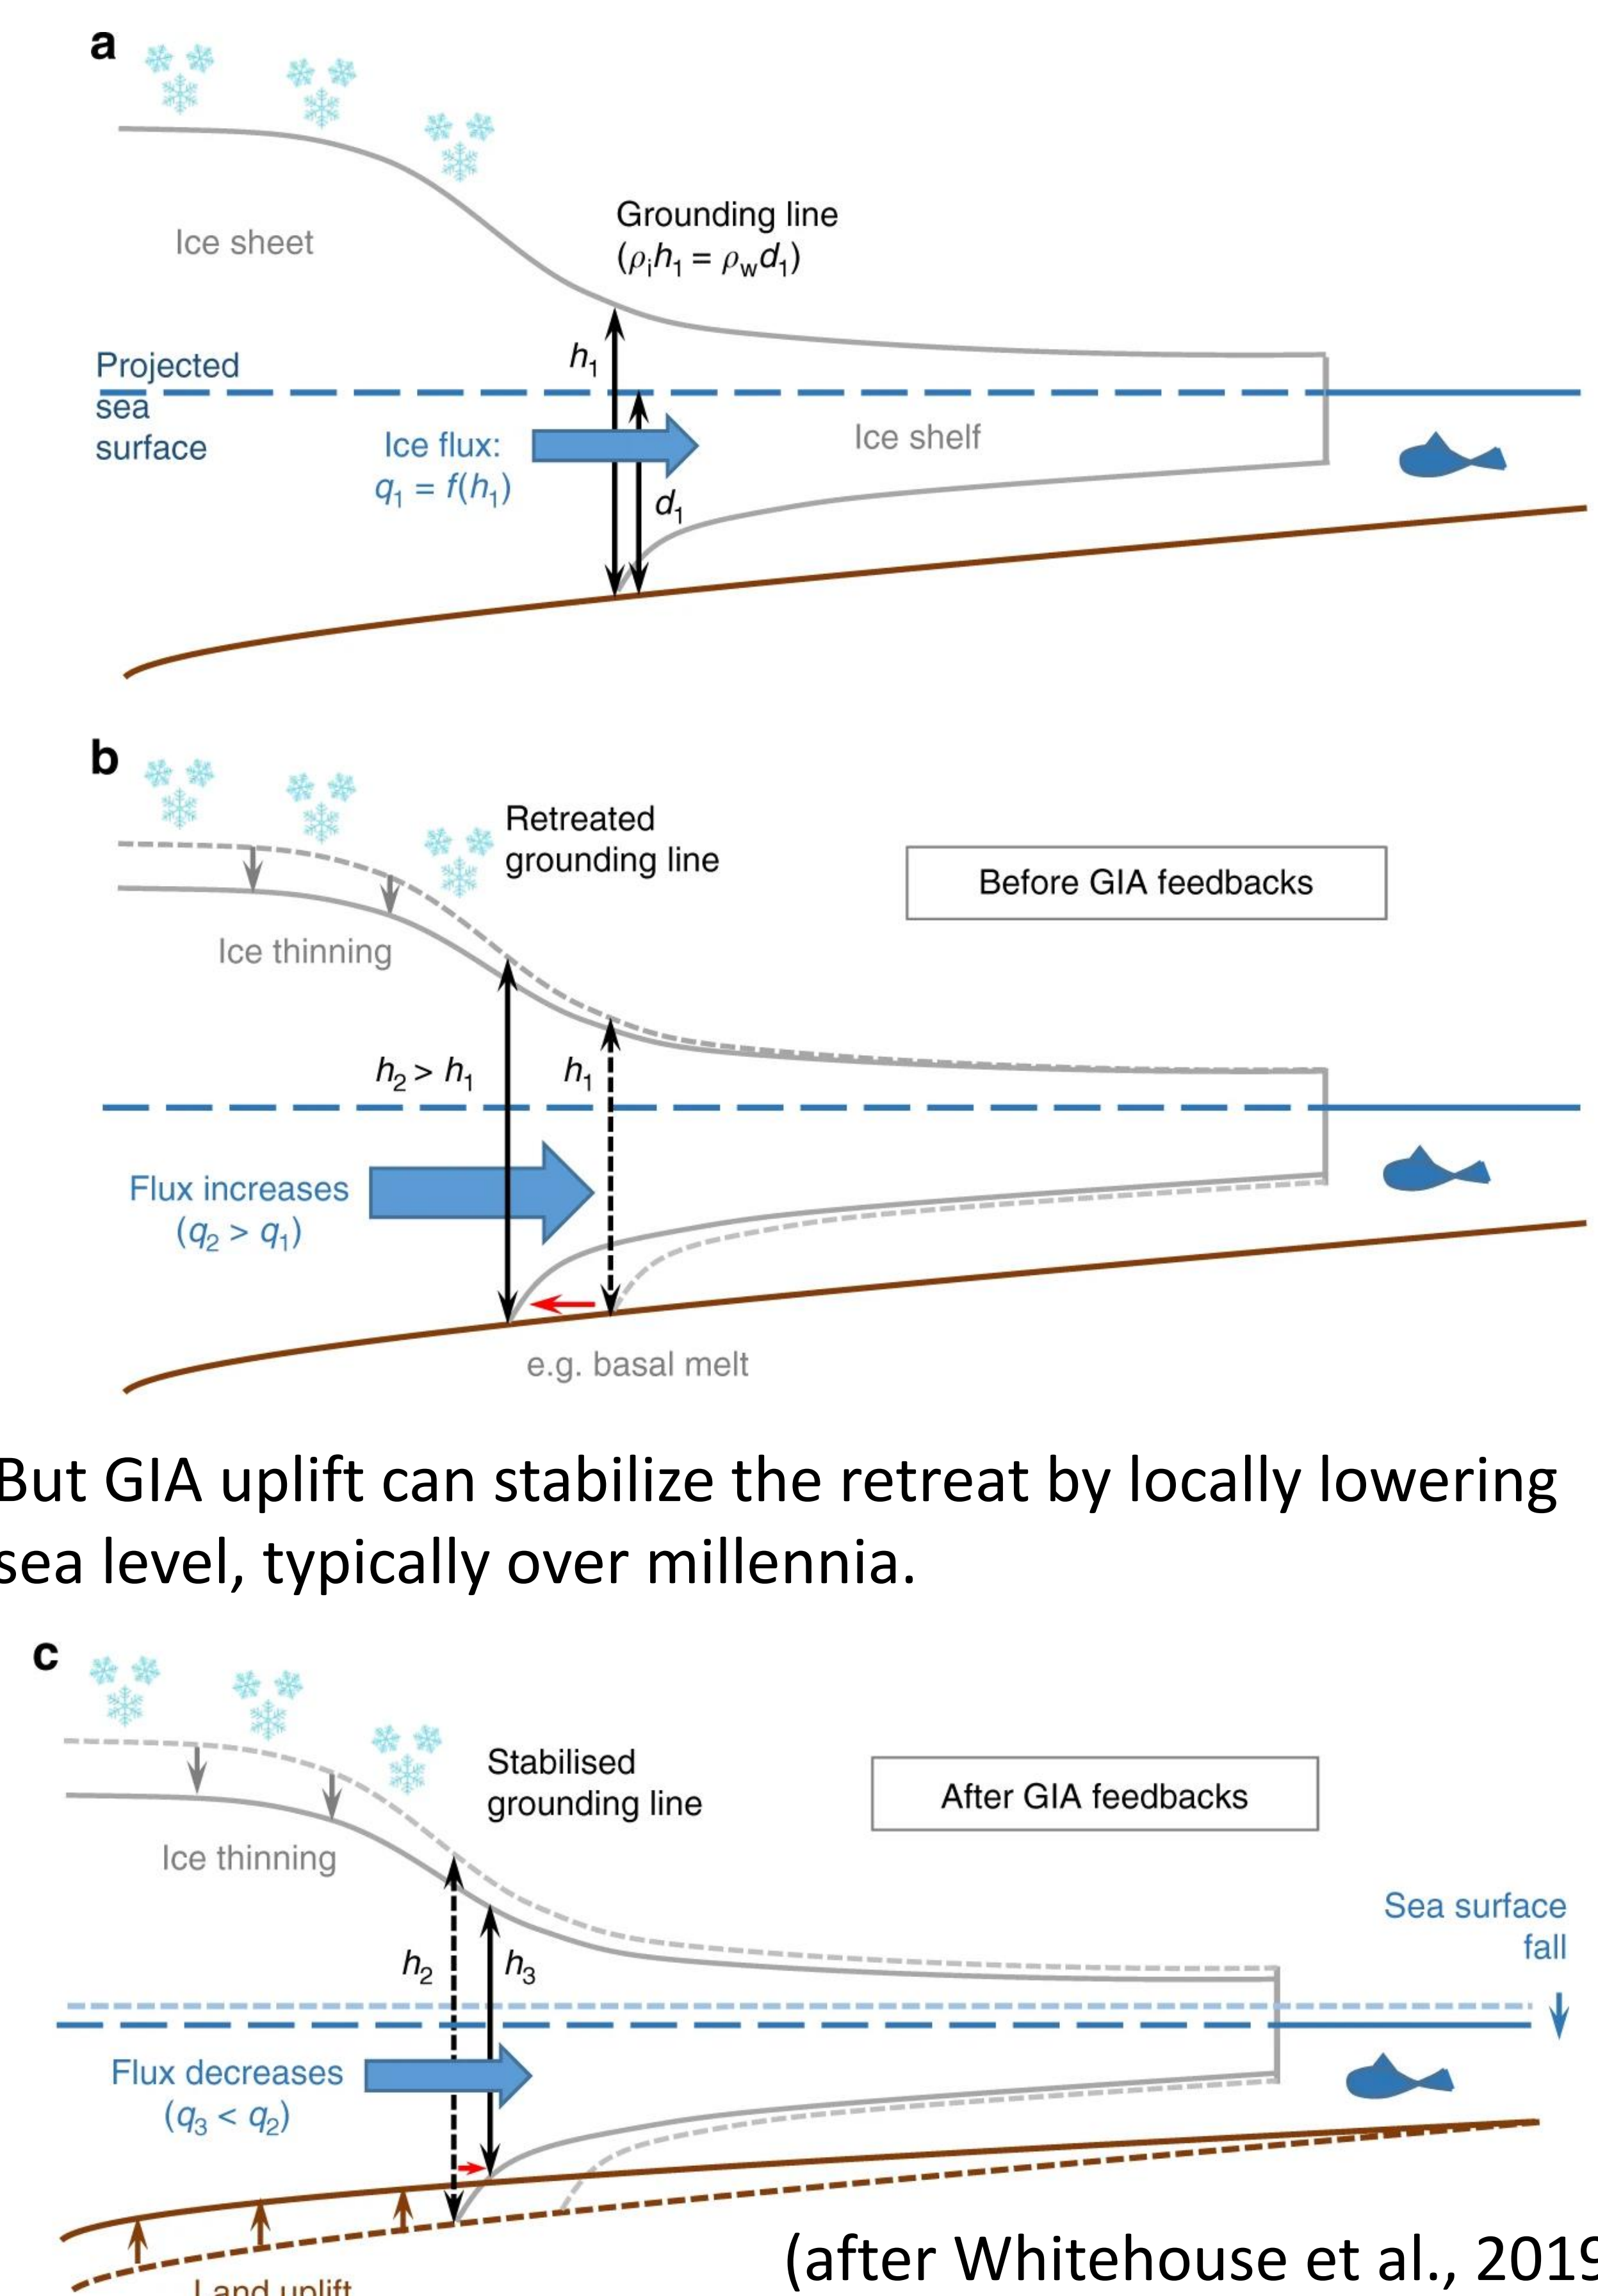 a
Grounding line
(ρᵢh₁ = ρ_w d₁)
Ice sheet
h₁
Projected
sea
surface
Ice flux:
q₁ = f(h₁)
Ice shelf
d₁
b
Retreated
grounding line
Before GIA feedbacks
Ice thinning
h₂ > h₁
h₁
Flux increases
(q₂ > q₁)
e.g. basal melt
But GIA uplift can stabilize the retreat by locally lowering
sea level, typically over millennia.
c
Stabilised
grounding line
After GIA feedbacks
Ice thinning
Sea surface
fall
h₂
h₃
Flux decreases
(q₃ < q₂)
(after Whitehouse et al., 2019
Land uplift